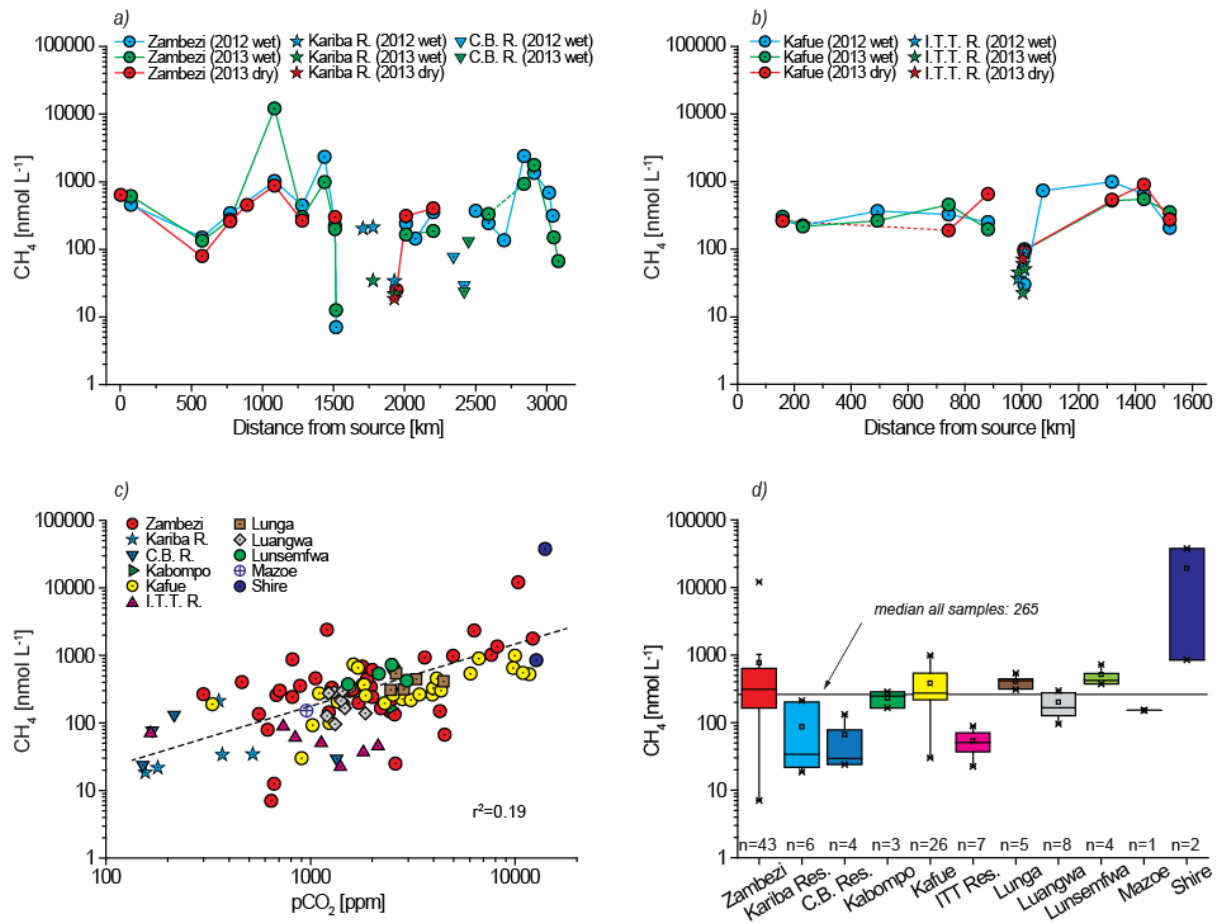 a)
Zambezi (2012 wet) Kariba R. (2012 wet) C.B. R. (2012 wet)
Zambezi (2013 wet) Kariba R. (2013 wet) C.B. R. (2013 wet)
Zambezi (2013 dry) Kariba R. (2013 dry)
100000
10000
1000
100
10
1
CH₄ [nmol L⁻¹]
0 500 1000 1500 2000 2500 3000
Distance from source [km]
b)
Kafue (2012 wet) I.T.T. R. (2012 wet)
Kafue (2013 wet) I.T.T. R. (2013 wet)
Kafue (2013 dry) I.T.T. R. (2013 dry)
100000
10000
1000
100
10
1
CH₄ [nmol L⁻¹]
0 200 400 600 800 1000 1200 1400 1600
Distance from source [km]
c)
Zambezi Lunga
Kariba R. Luangwa
C.B. R. Lunsemfwa
Kabompo Mazoe
Kafue Shire
I.T.T. R.
100000
10000
1000
100
10
1
CH₄ [nmol L⁻¹]
r²=0.19
100 1000 10000
pCO₂ [ppm]
d)
100000
10000
1000
100
10
1
CH₄ [nmol L⁻¹]
median all samples: 265
n=43 n=6 n=4 n=3 n=26 n=7 n=5 n=8 n=4 n=1 n=2
Zambezi
Kariba Res.
C.B. Res.
Kabompo
Kafue
ITT Res.
Lunga
Luangwa
Lunsemfwa
Mazoe
Shire